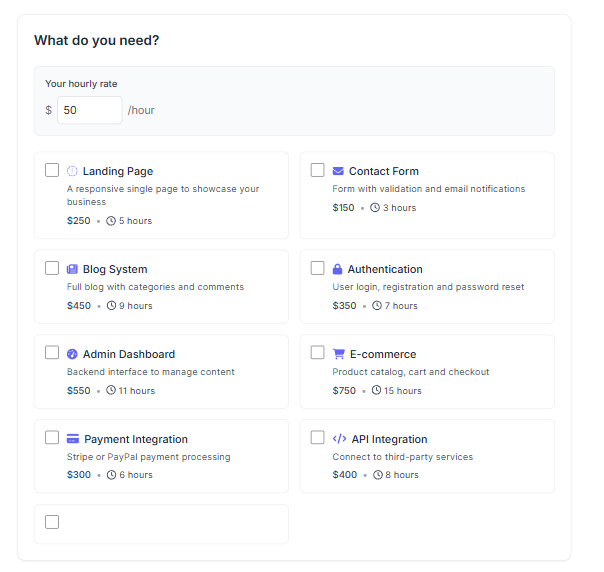 What do you need?
Your hourly rate
$ 50 /hour
Landing Page
A responsive single page to showcase your
business
$250 • 5 hours
Contact Form
Form with validation and email notifications
$150 • 3 hours
Blog System
Full blog with categories and comments
$450 • 9 hours
Authentication
User login, registration and password reset
$350 • 7 hours
Admin Dashboard
Backend interface to manage content
$550 • 11 hours
E-commerce
Product catalog, cart and checkout
$750 • 15 hours
Payment Integration
Stripe or PayPal payment processing
$300 • 6 hours
API Integration
Connect to third-party services
$400 • 8 hours